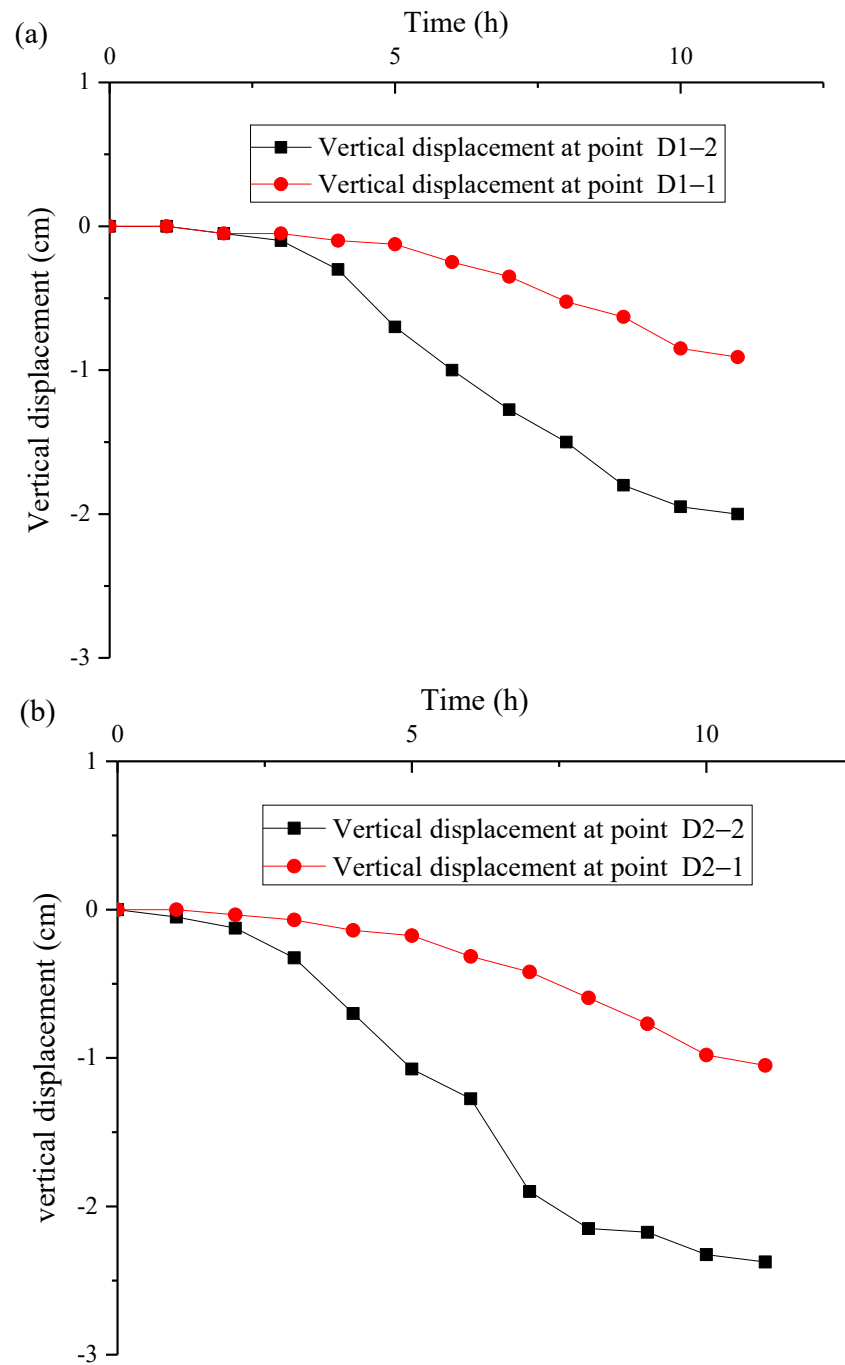 (a)
Time (h)
0 5 10
1
Vertical displacement at point D1–2
Vertical displacement at point D1–1
0
-1
-2
-3
Vertical displacement (cm)
(b)
Time (h)
0 5 10
1
Vertical displacement at point D2–2
Vertical displacement at point D2–1
0
-1
-2
-3
vertical displacement (cm)